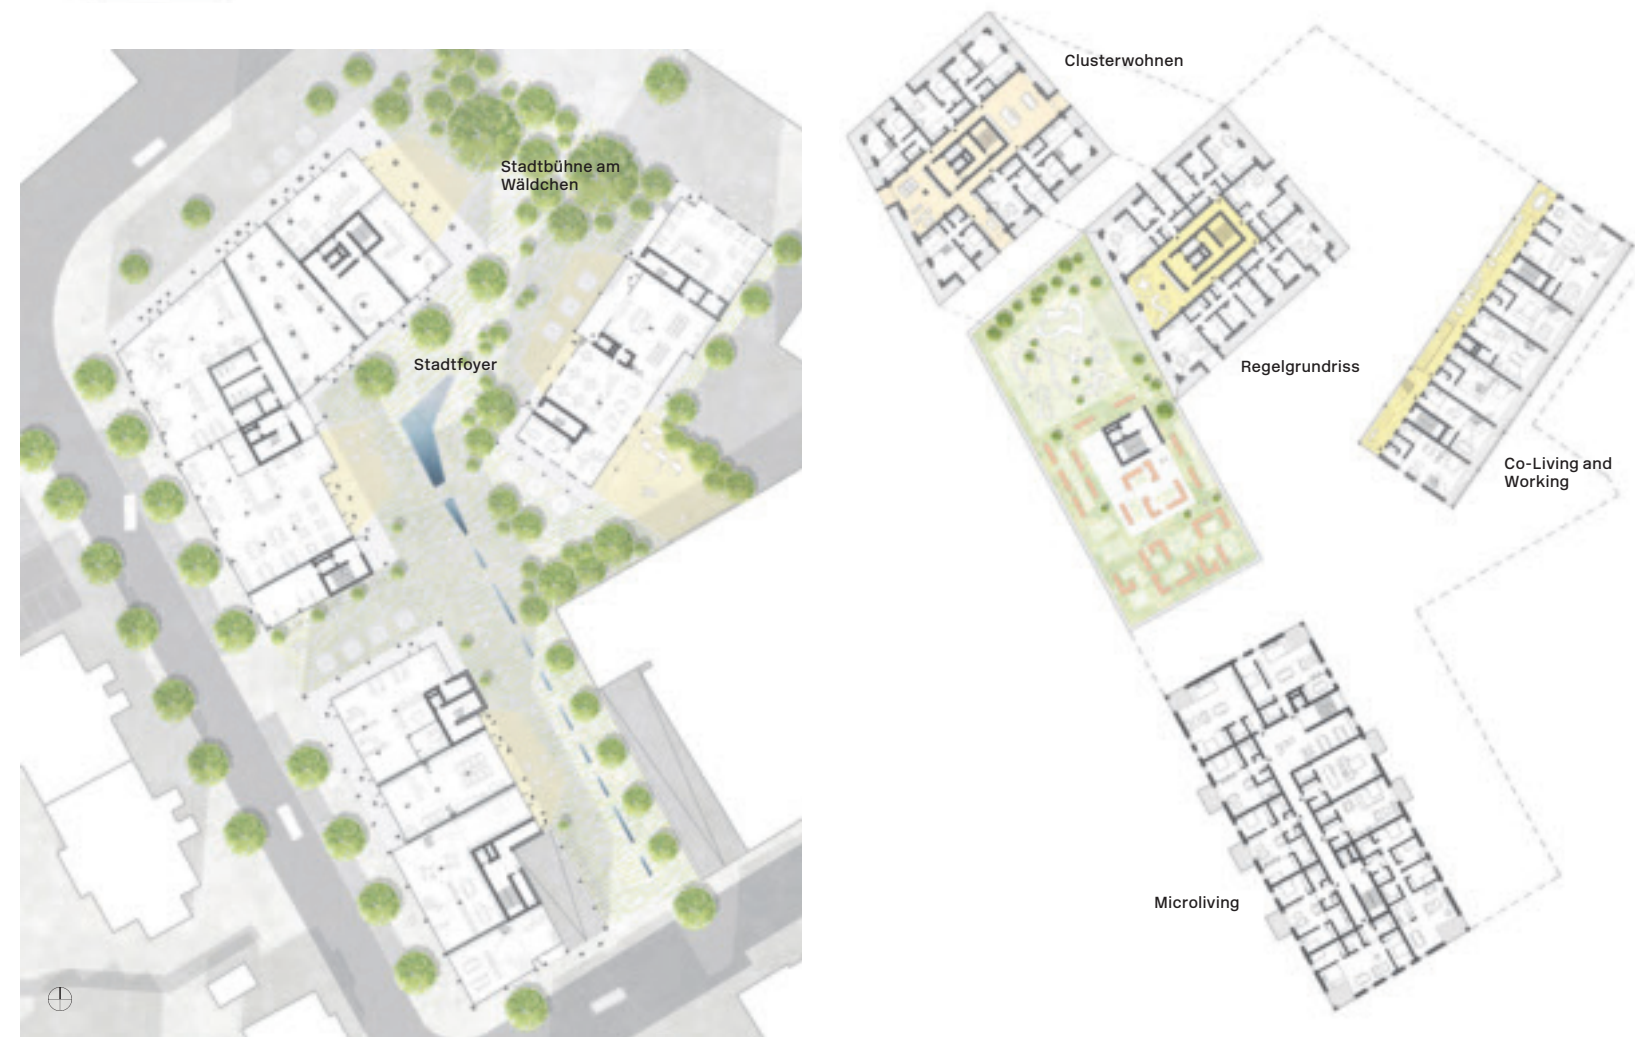 Stadtbühne am
Wäldchen
Stadtfoyer
Clusterwohnen
Regelgrundriss
Co-Living and
Working
Microliving